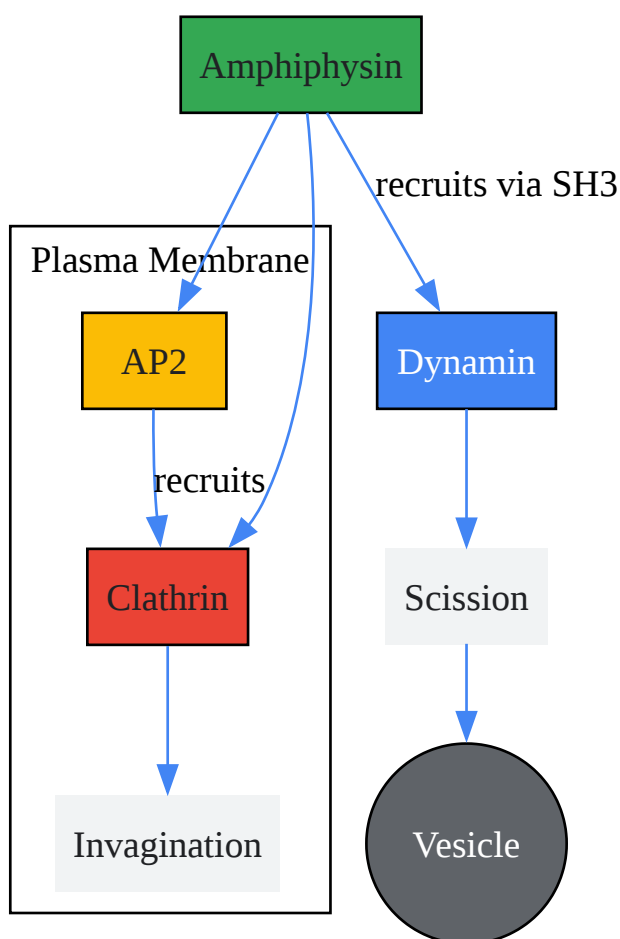 Amphiphysin
recruits via SH3
Plasma Membrane
AP2
Dynamin
recruits
Clathrin
Scission
Invagination
Vesicle